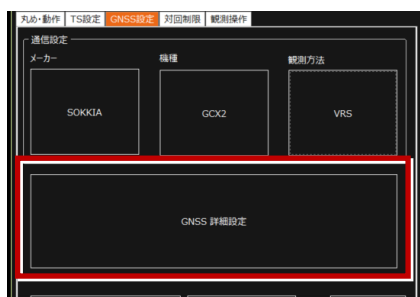 丸め・動作 TS設定 GNSS設定 対回制限 観測操作
通信設定
メーカー 機種 観測方法
SOKKIA GCX2 VRS
GNSS 詳細設定